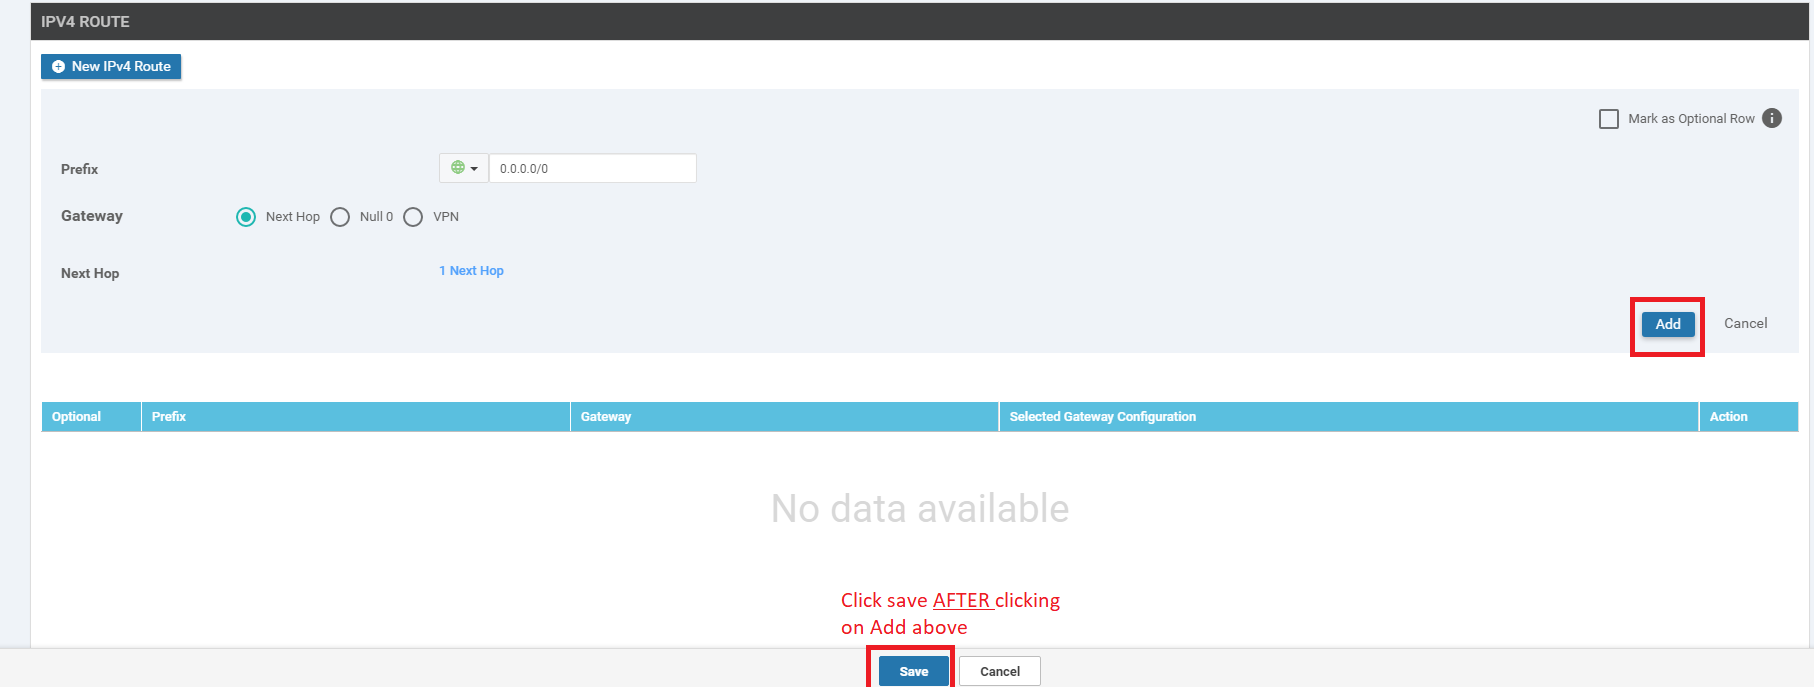 IPV4 ROUTE
New IPv4 Route
Mark as Optional Row
Prefix
0.0.0.0/0
Gateway
Next Hop
Null 0
VPN
Next Hop
1 Next Hop
Add
Cancel
Optional
Prefix
Gateway
Selected Gateway Configuration
Action
No data available
Click save AFTER clicking
on Add above
Save
Cancel